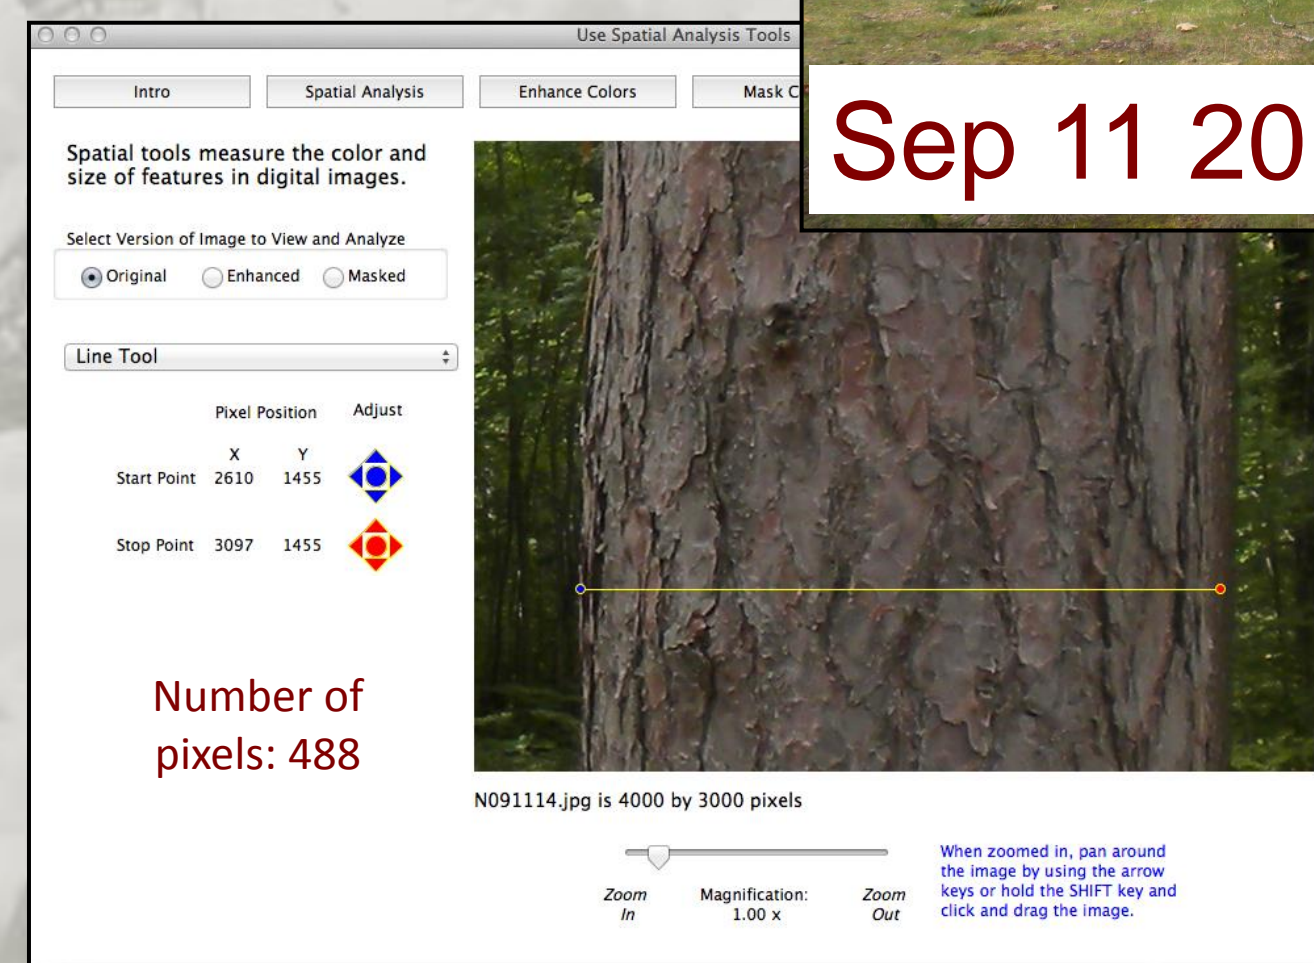 Use Spatial Analysis Tools
Intro
Spatial Analysis
Enhance Colors
Mask
Sep 11 20
Spatial tools measure the color and
size of features in digital images.
Select Version of Image to View and Analyze
Original Enhanced Masked
Line Tool
Pixel Position Adjust
X Y
Start Point 2610 1455
Stop Point 3097 1455
Number of
pixels: 488
N091114.jpg is 4000 by 3000 pixels
Zoom
In
Magnification:
1.00 x
Zoom
Out
When zoomed in, pan around
the image by using the arrow
keys or hold the SHIFT key and
click and drag the image.